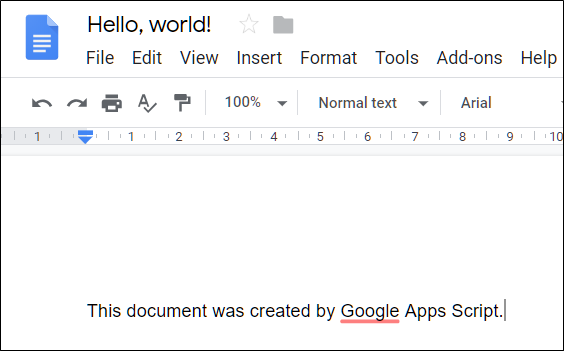 Hello, world!
File Edit View Insert Format Tools Add-ons Help
100% Normal text Arial
1 1 2 3 4 5 6 7 8 9 10
This document was created by Google Apps Script.